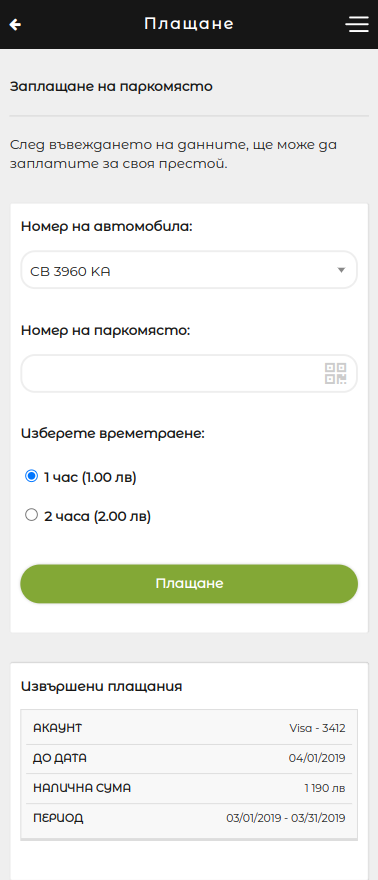 Плащане
Заплащане на паркомясто
След въвеждането на данните, ще може да
заплатите за своя престой.
Номер на автомобила:
CB 3960 KA
Номер на паркомясто:
Изберете времетраене:
1 час (1.00 лв)
2 часа (2.00 лв)
Плащане
Извършени плащания
АКАУНТ Visa - 3412
ДО ДАТА 04/01/2019
НАЛИЧНА СУМА 1 190 лв
ПЕРИОД 03/01/2019 - 03/31/2019